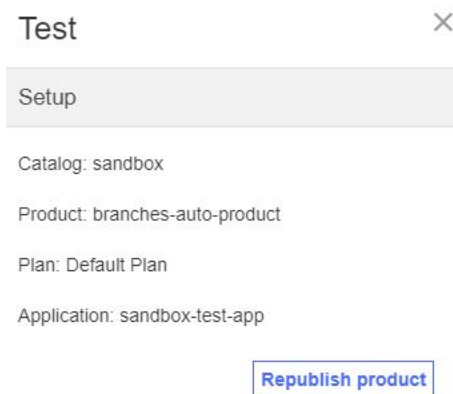 Test
Setup
Catalog: sandbox
Product: branches-auto-product
Plan: Default Plan
Application: sandbox-test-app
Republish product